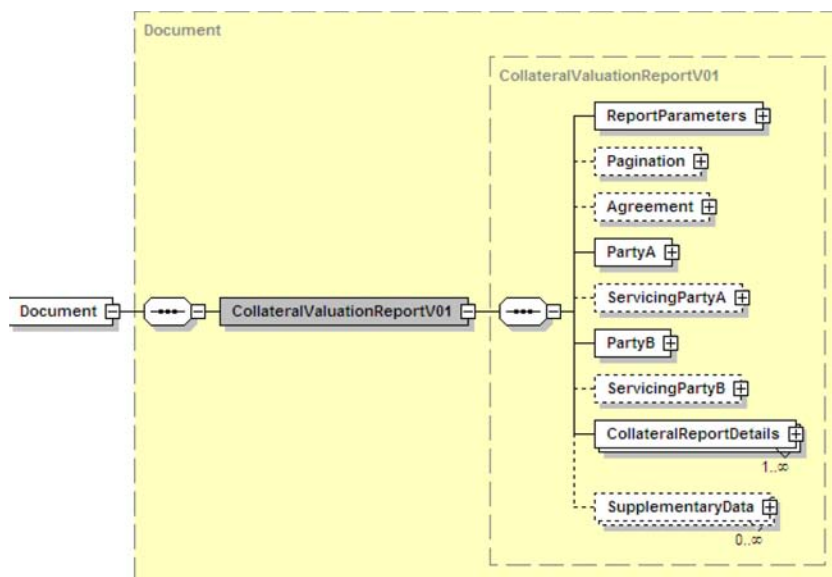 Document
CollateralValuationReportV01
ReportParameters
Pagination
Agreement
PartyA
Document
CollateralValuationReportV01
ServicingPartyA
PartyB
ServicingPartyB
CollateralReportDetails
1..∞
SupplementaryData
0..∞